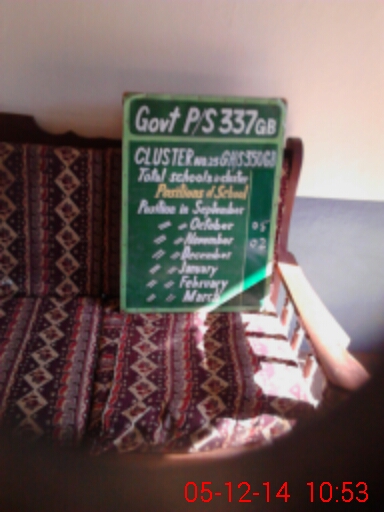 Govt P/S 337GB
CLUSTER NO.25 GHS 350GB
Total schools in cluster
Positions of School
Position in September
〃 〃 October 05
〃 〃 November 02
〃 〃 December
〃 〃 January
〃 〃 February
〃 〃 March
05-12-14 10:53